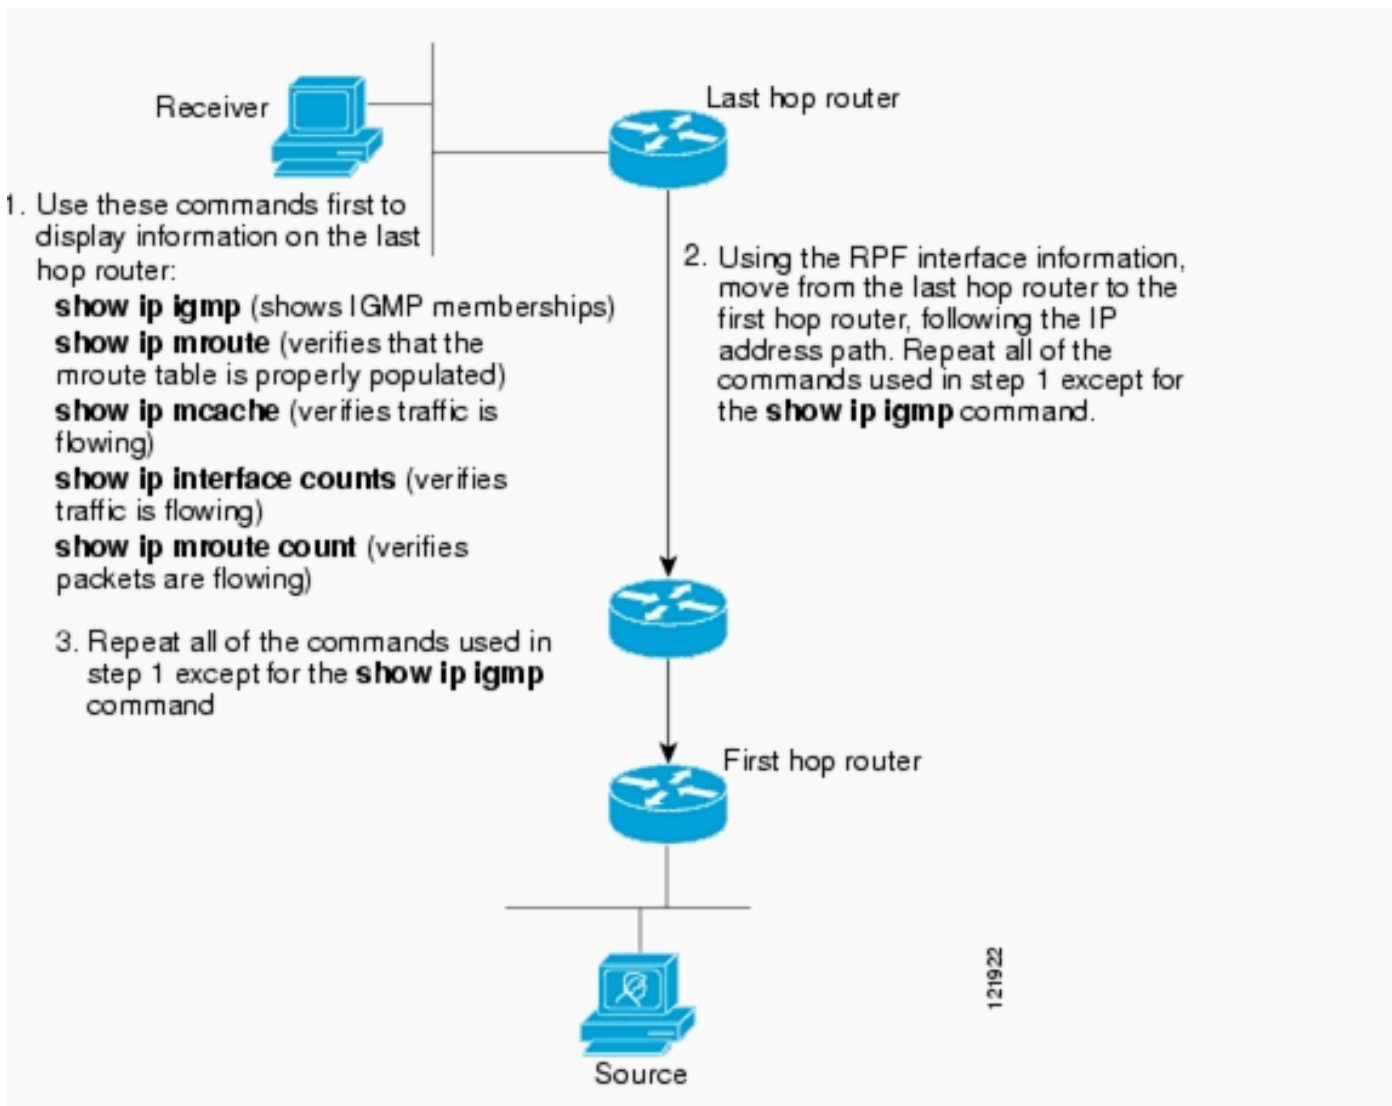 Receiver
Last hop router
1. Use these commands first to
display information on the last
hop router:
show ip igmp (shows IGMP memberships)
show ip mroute (verifies that the
mroute table is properly populated)
show ip mcache (verifies traffic is
flowing)
show ip interface counts (verifies
traffic is flowing)
show ip mroute count (verifies
packets are flowing)
2. Using the RPF interface information,
move from the last hop router to the
first hop router, following the IP
address path. Repeat all of the
commands used in step 1 except for
the show ip igmp command.
3. Repeat all of the commands used in
step 1 except for the show ip igmp
command
First hop router
Source
121922